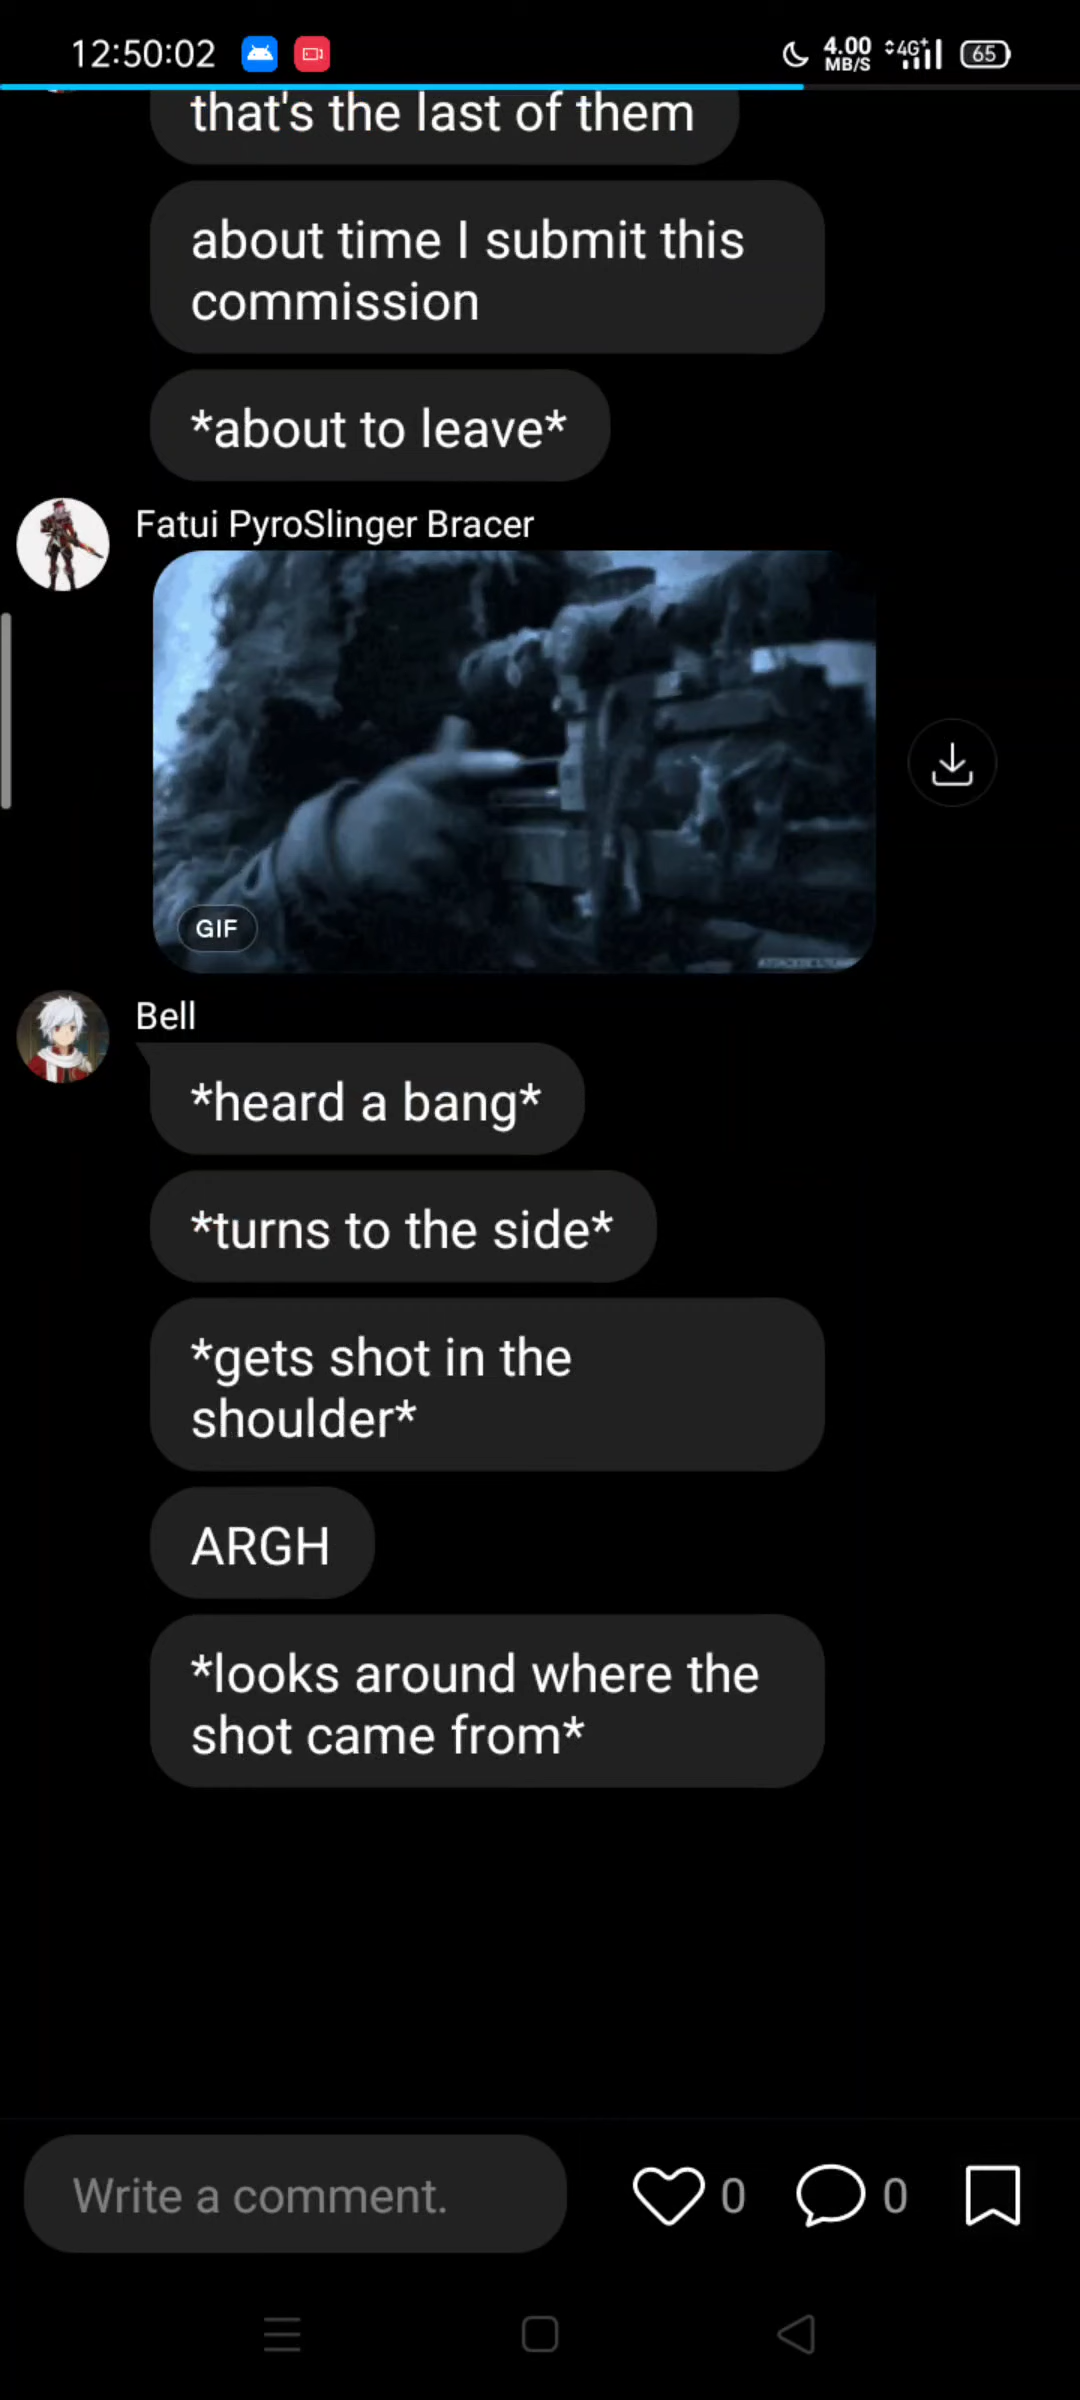 12:50:02
4.00
MB/S
4G+
65
that's the last of them
about time I submit this
commission
*about to leave*
Fatui PyroSlinger Bracer
GIF
Bell
*heard a bang*
*turns to the side*
*gets shot in the
shoulder*
ARGH
*looks around where the
shot came from*
Write a comment.
0
0